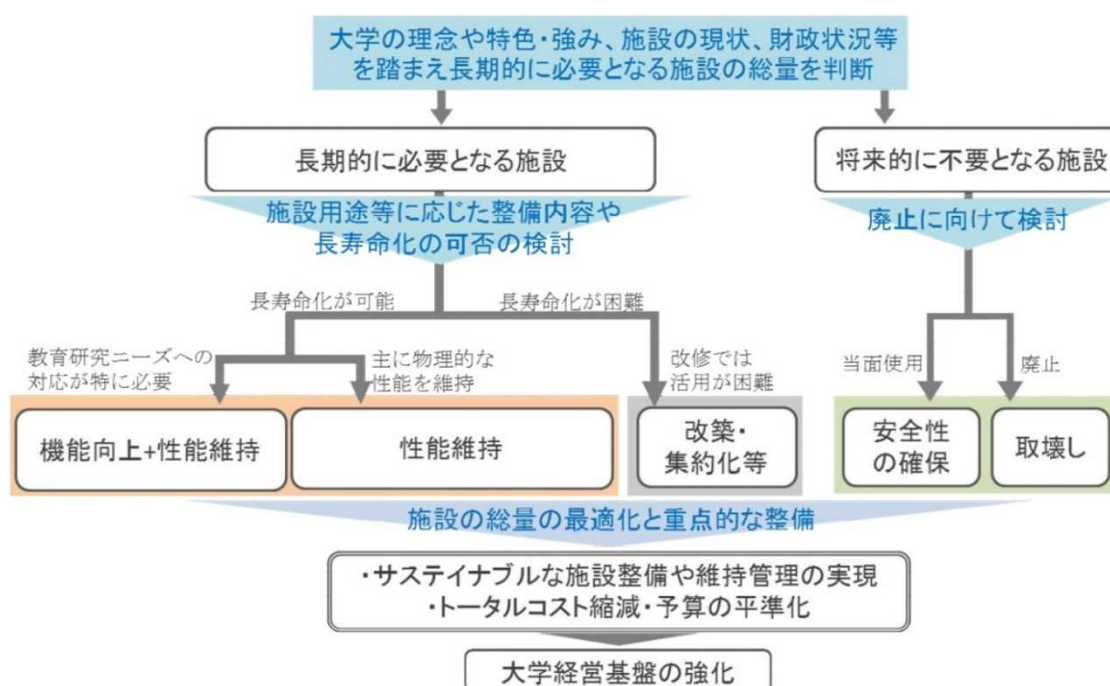 大学の理念や特色・強み、施設の現状、財政状況等
を踏まえ長期的に必要となる施設の総量を判断
長期的に必要となる施設
将来的に不要となる施設
施設用途等に応じた整備内容や
長寿命化の可否の検討
廃止に向けて検討
長寿命化が可能
長寿命化が困難
教育研究ニーズへの
対応が特に必要
主に物理的な
性能を維持
改修では
活用が困難
当面使用
廃止
機能向上+性能維持
性能維持
改築・
集約化等
安全性
の確保
取壊し
施設の総量の最適化と重点的な整備
・サステイナブルな施設整備や維持管理の実現
・トータルコスト縮減・予算の平準化
大学経営基盤の強化